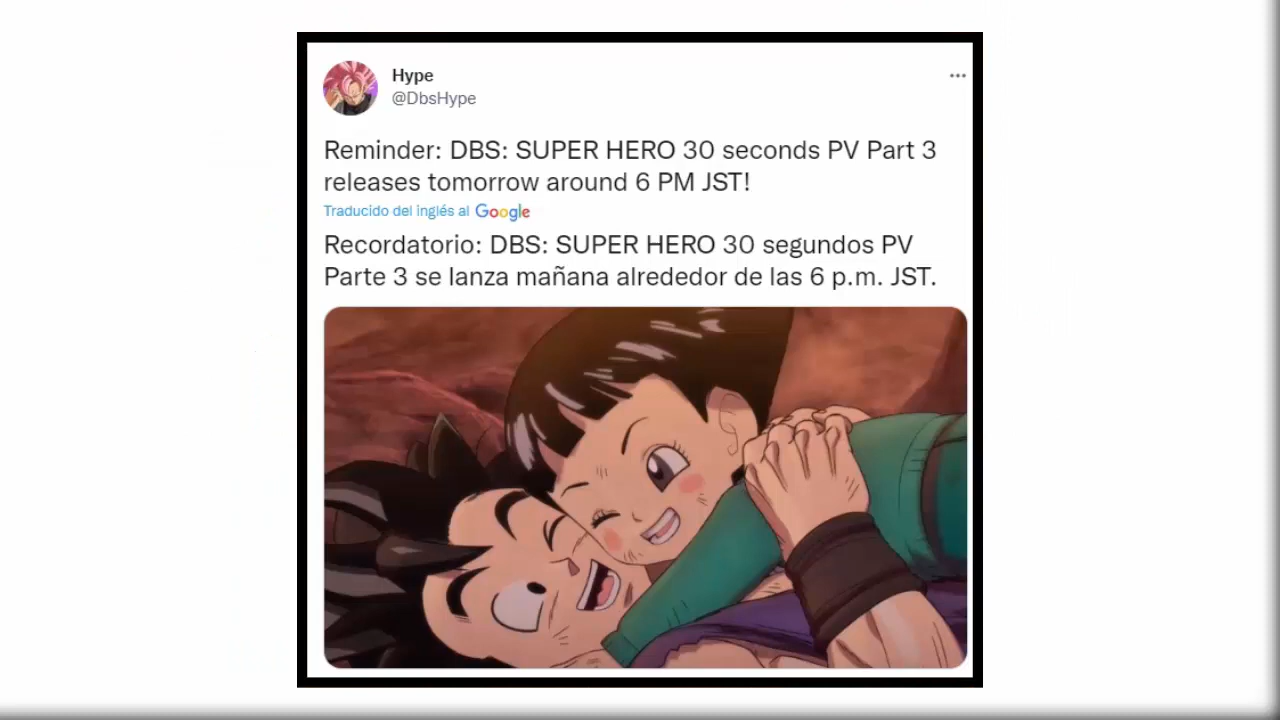 Hype
@DbsHype
Reminder: DBS: SUPER HERO 30 seconds PV Part 3
releases tomorrow around 6 PM JST!
Traducido del inglés al Google
Recordatorio: DBS: SUPER HERO 30 segundos PV
Parte 3 se lanza mañana alrededor de las 6 p.m. JST.